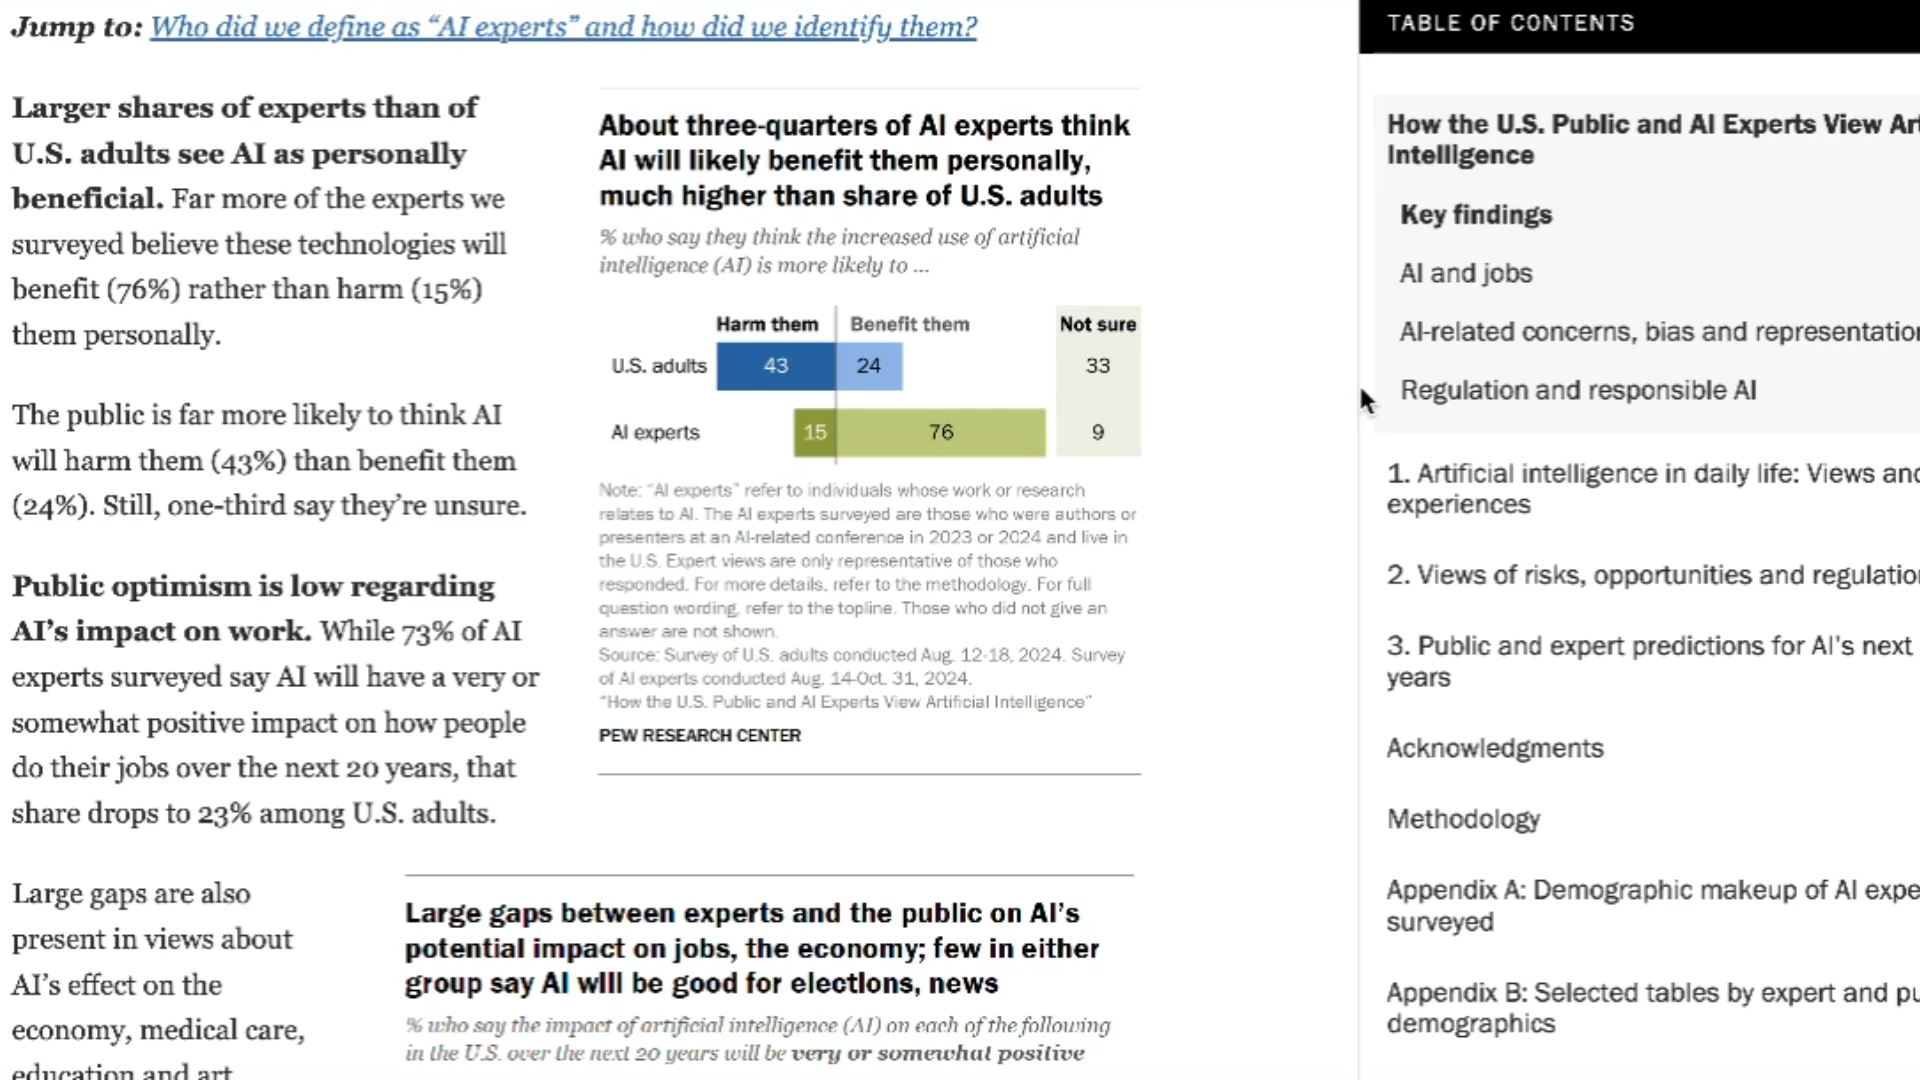 Jump to: Who did we define as “AI experts” and how did we identify them?
Larger shares of experts than of
U.S. adults see AI as personally
beneficial. Far more of the experts we
surveyed believe these technologies will
benefit (76%) rather than harm (15%)
them personally.
The public is far more likely to think AI
will harm them (43%) than benefit them
(24%). Still, one-third say they’re unsure.
Public optimism is low regarding
AI’s impact on work. While 73% of AI
experts surveyed say AI will have a very or
somewhat positive impact on how people
do their jobs over the next 20 years, that
share drops to 23% among U.S. adults.
Large gaps are also
present in views about
AI’s effect on the
economy, medical care,
education and art
About three-quarters of AI experts think
AI will likely benefit them personally,
much higher than share of U.S. adults
% who say they think the increased use of artificial
intelligence (AI) is more likely to ...
Harm them Benefit them Not sure
U.S. adults 43 24 33
AI experts 15 76 9
Note: “AI experts” refer to individuals whose work or research
relates to AI. The AI experts surveyed are those who were authors or
presenters at an AI-related conference in 2023 or 2024 and live in
the U.S. Expert views are only representative of those who
responded. For more details, refer to the methodology. For full
question wording, refer to the topline. Those who did not give an
answer are not shown.
Source: Survey of U.S. adults conducted Aug. 12-18, 2024. Survey
of AI experts conducted Aug. 14-Oct. 31, 2024.
“How the U.S. Public and AI Experts View Artificial Intelligence”
PEW RESEARCH CENTER
Large gaps between experts and the public on AI’s
potential impact on jobs, the economy; few in either
group say AI will be good for elections, news
% who say the impact of artificial intelligence (AI) on each of the following
in the U.S. over the next 20 years will be very or somewhat positive
TABLE OF CONTENTS
How the U.S. Public and AI Experts View Art
Intelligence
Key findings
AI and jobs
AI-related concerns, bias and representation
Regulation and responsible AI
1. Artificial intelligence in daily life: Views and
experiences
2. Views of risks, opportunities and regulation
3. Public and expert predictions for AI’s next
years
Acknowledgments
Methodology
Appendix A: Demographic makeup of AI expe
surveyed
Appendix B: Selected tables by expert and pu
demographics